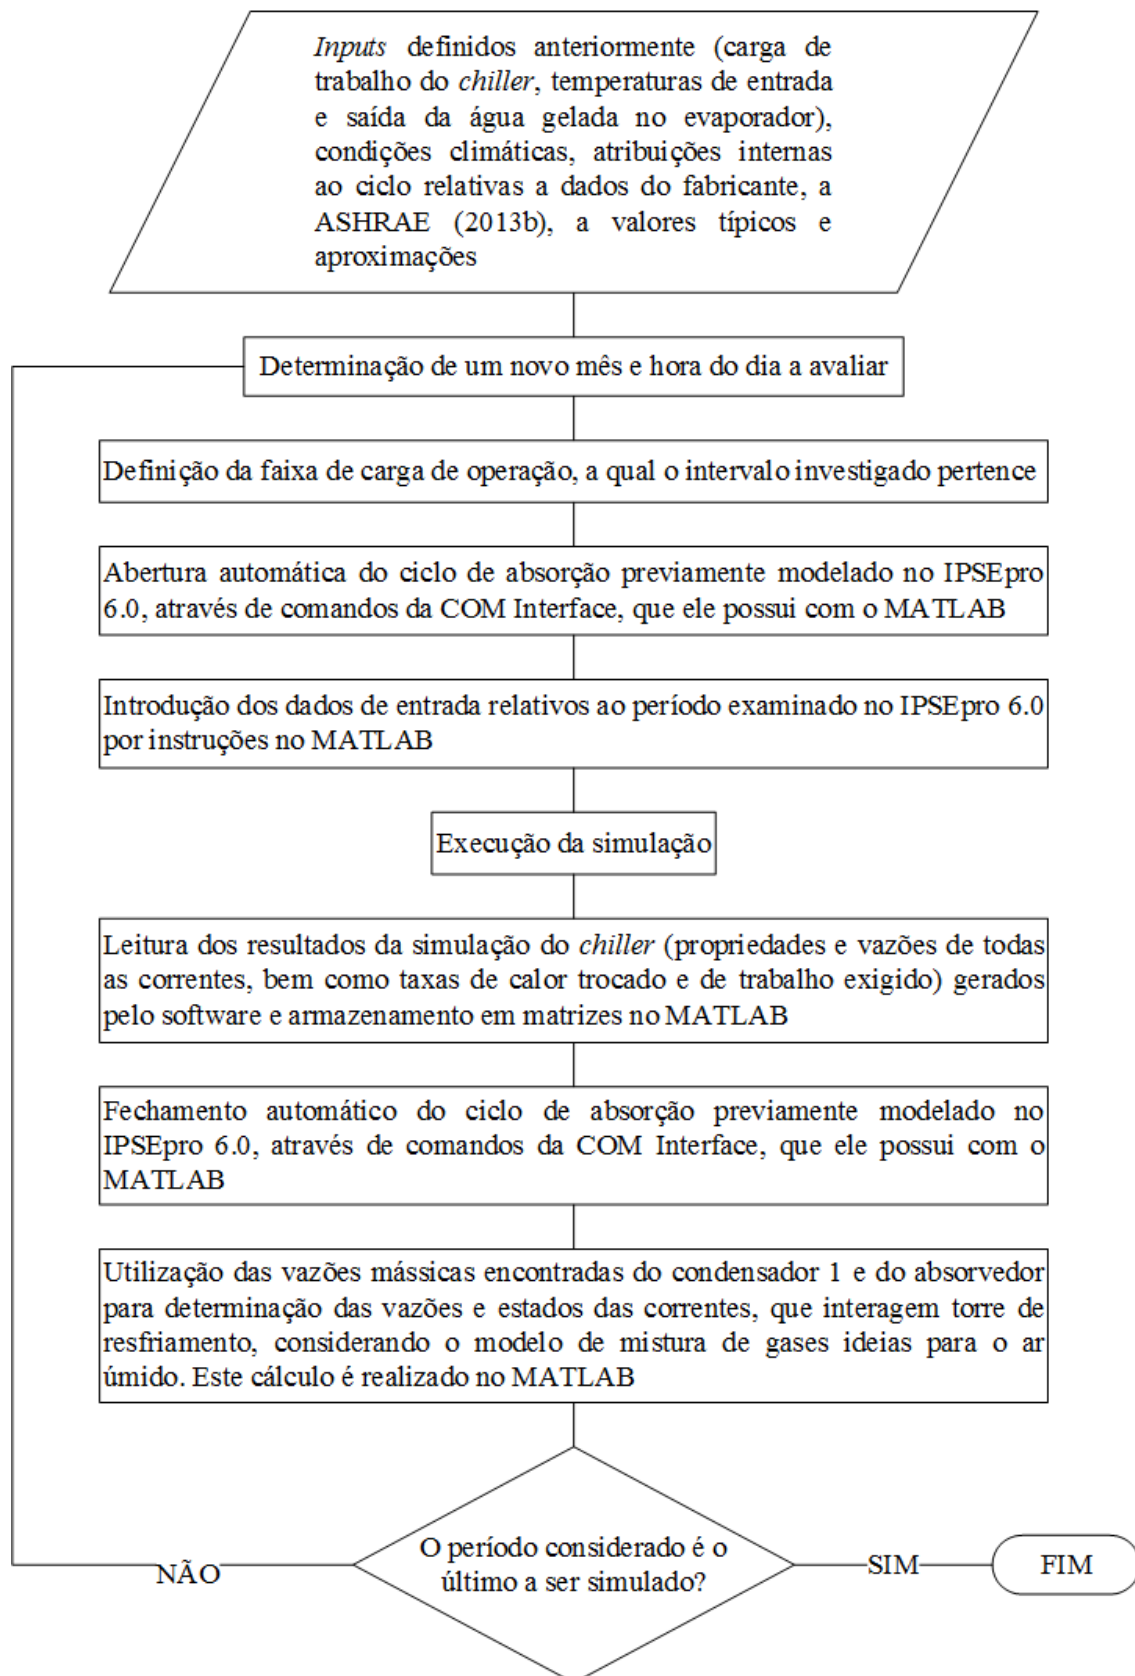 Inputs definidos anteriormente (carga de
trabalho do chiller, temperaturas de entrada
e saída da água gelada no evaporador),
condições climáticas, atribuições internas
ao ciclo relativas a dados do fabricante, a
ASHRAE (2013b), a valores típicos e
aproximações
Determinação de um novo mês e hora do dia a avaliar
Definição da faixa de carga de operação, a qual o intervalo investigado pertence
Abertura automática do ciclo de absorção previamente modelado no IPSEpro
6.0, através de comandos da COM Interface, que ele possui com o MATLAB
Introdução dos dados de entrada relativos ao período examinado no IPSEpro 6.0
por instruções no MATLAB
Execução da simulação
Leitura dos resultados da simulação do chiller (propriedades e vazões de todas
as correntes, bem como taxas de calor trocado e de trabalho exigido) gerados
pelo software e armazenamento em matrizes no MATLAB
Fechamento automático do ciclo de absorção previamente modelado no
IPSEpro 6.0, através de comandos da COM Interface, que ele possui com o
MATLAB
Utilização das vazões mássicas encontradas do condensador 1 e do absorvedor
para determinação das vazões e estados das correntes, que interagem torre de
resfriamento, considerando o modelo de mistura de gases ideias para o ar
úmido. Este cálculo é realizado no MATLAB
O período considerado é o
último a ser simulado?
NÃO
SIM
FIM